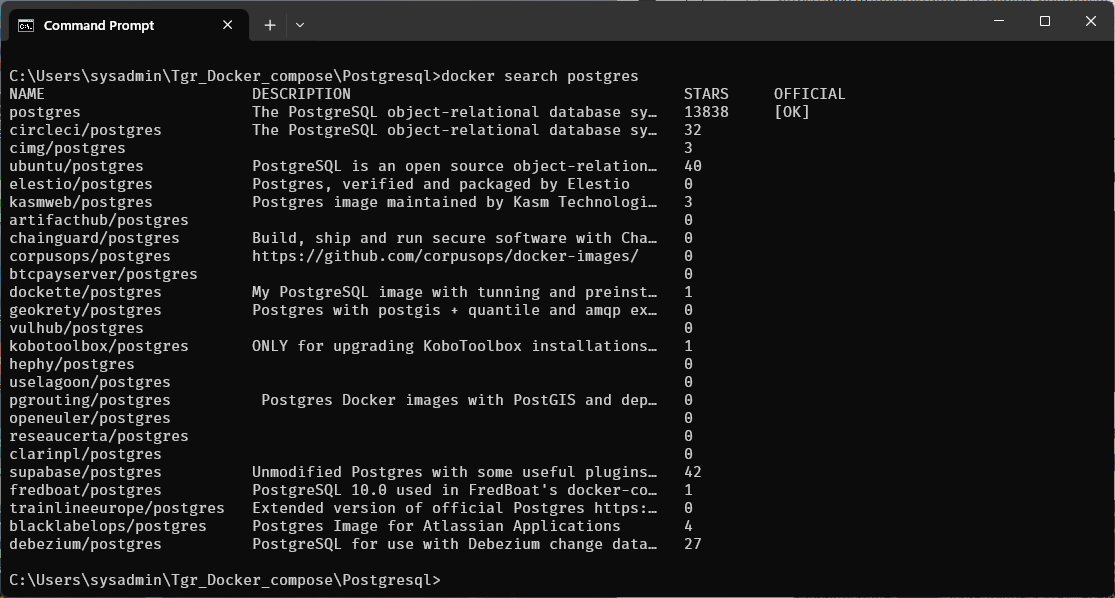 Command Prompt
C:\Users\sysadmin\Tgr_Docker_compose\Postgresql>docker search postgres
NAME DESCRIPTION STARS OFFICIAL
postgres The PostgreSQL object-relational database sy… 13838 [OK]
circleci/postgres The PostgreSQL object-relational database sy… 32
cimg/postgres 3
ubuntu/postgres PostgreSQL is an open source object-relation… 40
elestio/postgres Postgres, verified and packaged by Elestio 0
kasmweb/postgres Postgres image maintained by Kasm Technologi… 3
artifacthub/postgres 0
chainguard/postgres Build, ship and run secure software with Cha… 0
corpusops/postgres https://github.com/corpusops/docker-images/ 0
btcpayserver/postgres 0
dockette/postgres My PostgreSQL image with tunning and preinst… 1
geokrety/postgres Postgres with postgis + quantile and amqp ex… 0
vulhub/postgres 0
kobotoolbox/postgres ONLY for upgrading KoboToolbox installations… 1
hephy/postgres 0
uselagoon/postgres 0
pgrouting/postgres Postgres Docker images with PostGIS and dep… 0
openeuler/postgres 0
reseaucerta/postgres 0
clarinpl/postgres 0
supabase/postgres Unmodified Postgres with some useful plugins… 42
fredboat/postgres PostgreSQL 10.0 used in FredBoat's docker-co… 1
trainlineeurope/postgres Extended version of official Postgres https:… 0
blacklabelops/postgres Postgres Image for Atlassian Applications 4
debezium/postgres PostgreSQL for use with Debezium change data… 27
C:\Users\sysadmin\Tgr_Docker_compose\Postgresql>